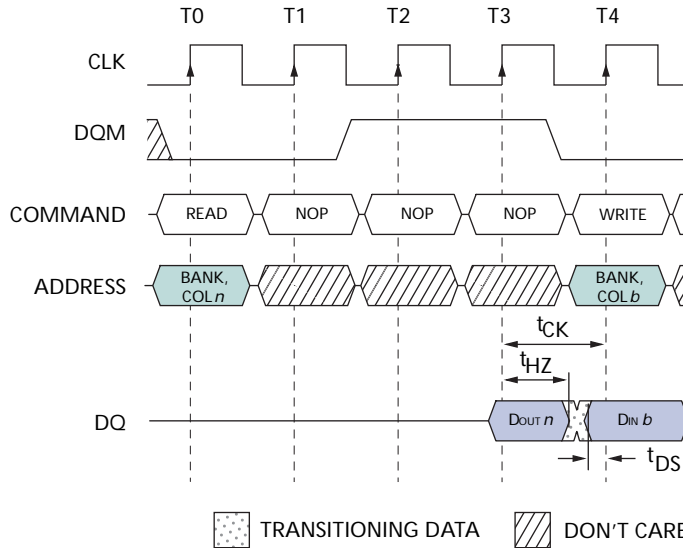 T0 T1 T2 T3 T4
CLK
DQM
COMMAND READ NOP NOP NOP WRITE
ADDRESS BANK, COL n BANK, COL b
tCK
tHZ
DQ DOUT n DIN b
tDS
TRANSITIONING DATA DON'T CARE